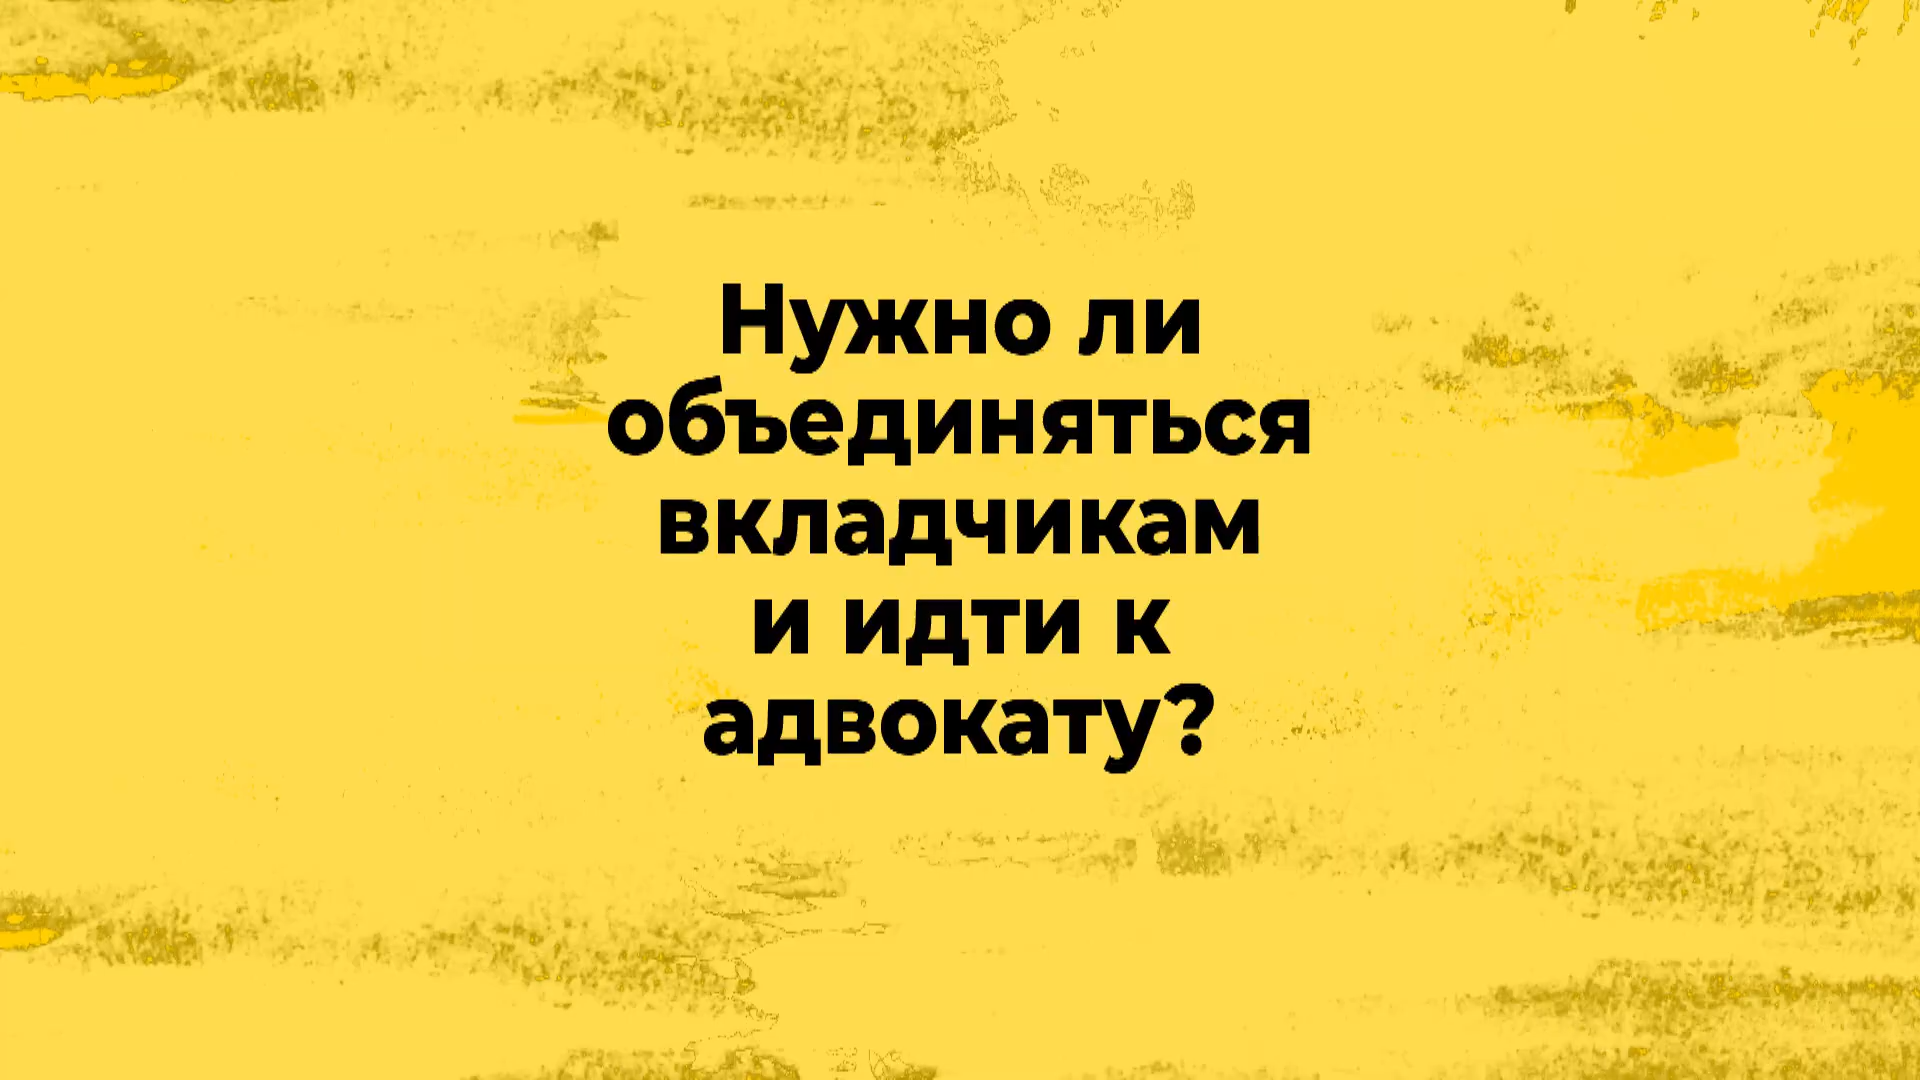 Нужно ли
объединяться
вкладчикам
и идти к
адвокату?